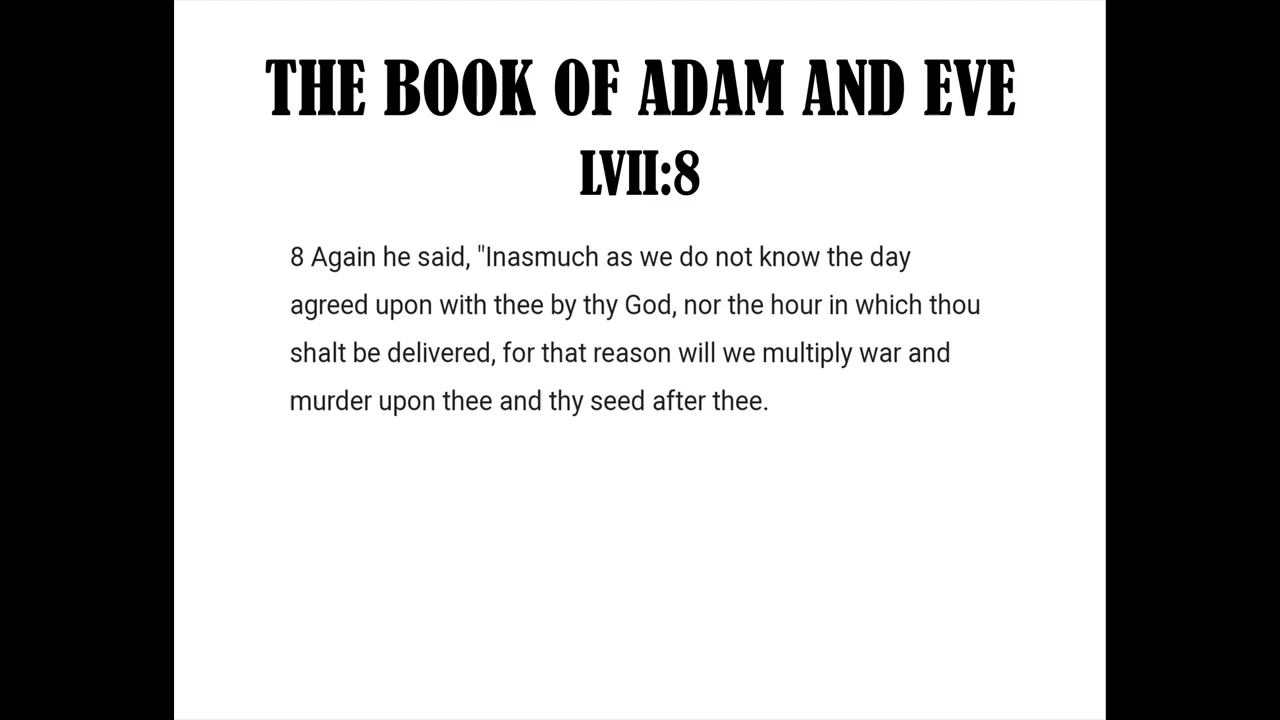 THE BOOK OF ADAM AND EVE
LVII:8
8 Again he said, "Inasmuch as we do not know the day
agreed upon with thee by thy God, nor the hour in which thou
shalt be delivered, for that reason will we multiply war and
murder upon thee and thy seed after thee.